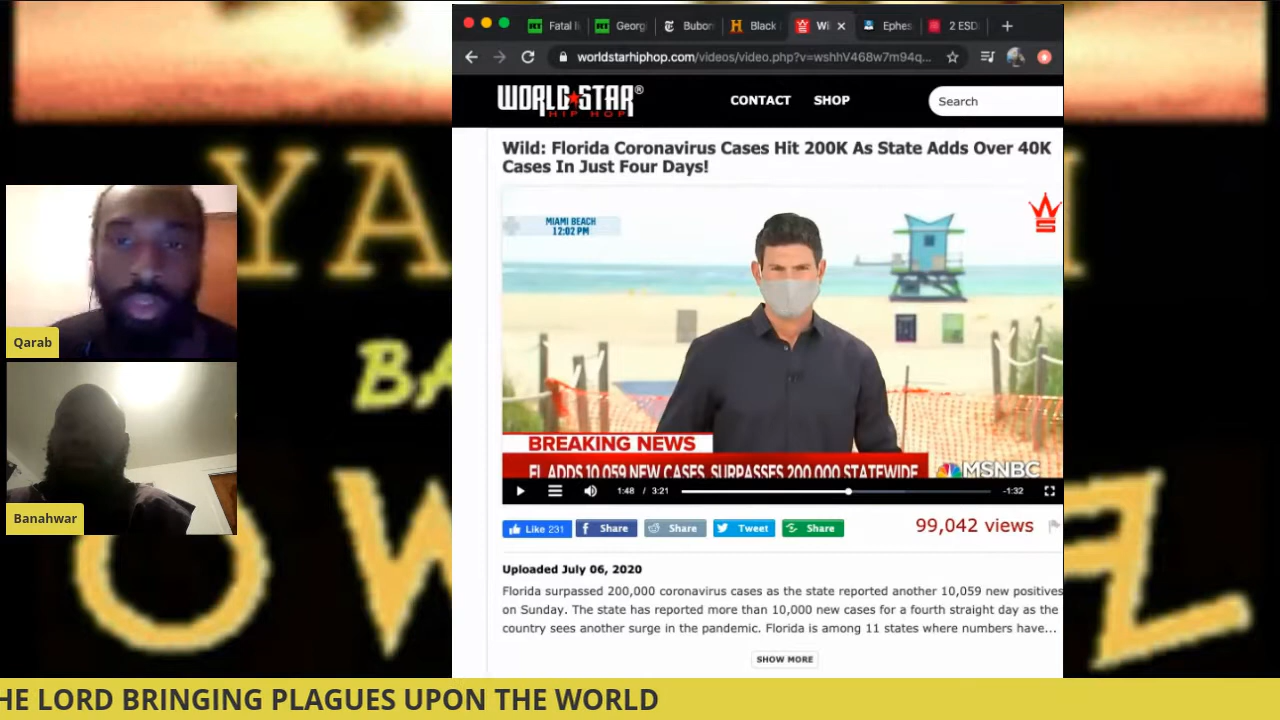 Fatal li
Georg
Bubon
Black
Wi
Ephes
2 ESD
worldstarhiphop.com/videos/video.php?v=wshhV468w7m94q...
WORLD STAR®
HIP HOP
CONTACT
SHOP
Search
Wild: Florida Coronavirus Cases Hit 200K As State Adds Over 40K
Cases In Just Four Days!
MIAMI BEACH
12:02 PM
BREAKING NEWS
FL ADDS 10,059 NEW CASES, SURPASSES 200,000 STATEWIDE
MSNBC
1:48 / 3:21
-1:32
Like 231
Share
Share
Tweet
Share
99,042 views
Uploaded July 06, 2020
Florida surpassed 200,000 coronavirus cases as the state reported another 10,059 new positives
on Sunday. The state has reported more than 10,000 new cases for a fourth straight day as the
country sees another surge in the pandemic. Florida is among 11 states where numbers have...
SHOW MORE
YA
BA
OW
Z
Qarab
Banahwar
HE LORD BRINGING PLAGUES UPON THE WORLD